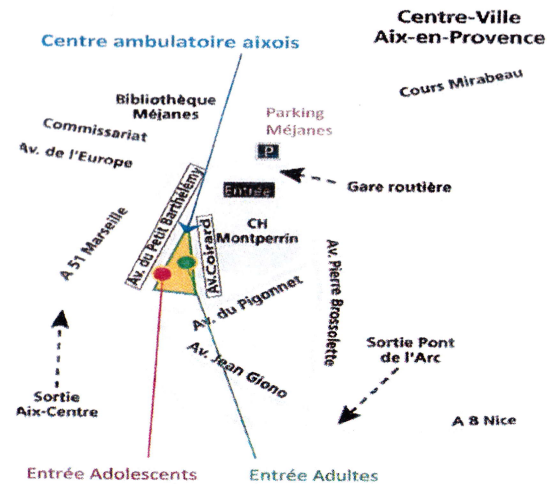 Centre-Ville
Aix-en-Provence
Centre ambulatoire aixois
Cours Mirabeau
Bibliothèque
Méjanes
Parking
Méjanes
Commissariat
Av. de l'Europe
P
Entrée
Gare routière
Av. du Petit Barthélémy
Av.Coirard
CH
Montperrin
A 51 Marseille
Av. Pierre Brossolette
Av. du Pigonnet
Av. Jean Giono
Sortie Pont
de l'Arc
Sortie
Aix-Centre
A 8 Nice
Entrée Adolescents
Entrée Adultes